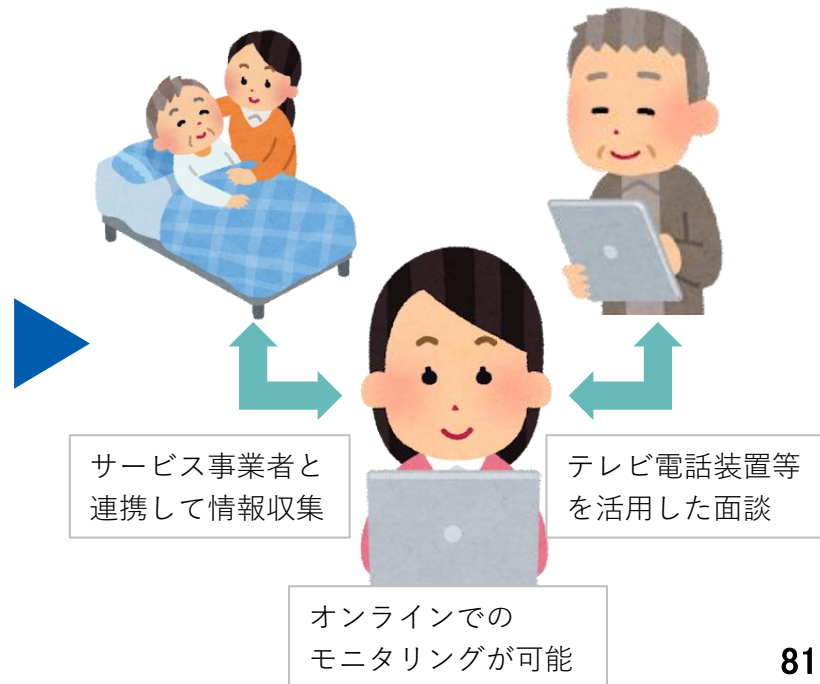 サービス事業者と
連携して情報収集
テレビ電話装置等
を活用した面談
オンラインでの
モニタリングが可能
81